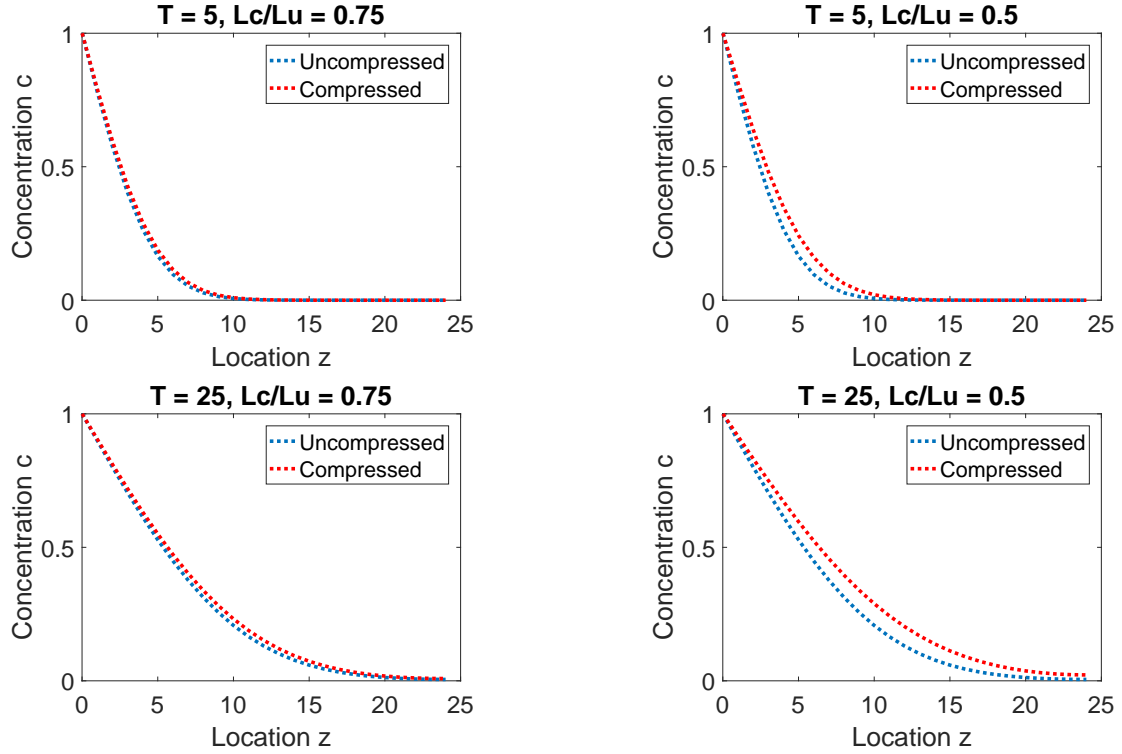 T = 5, Lc/Lu = 0.75
1
0.5
0
Concentration c
Uncompressed
Compressed
0 5 10 15 20 25
Location z
T = 5, Lc/Lu = 0.5
1
0.5
0
Concentration c
Uncompressed
Compressed
0 5 10 15 20 25
Location z
T = 25, Lc/Lu = 0.75
1
0.5
0
Concentration c
Uncompressed
Compressed
0 5 10 15 20 25
Location z
T = 25, Lc/Lu = 0.5
1
0.5
0
Concentration c
Uncompressed
Compressed
0 5 10 15 20 25
Location z